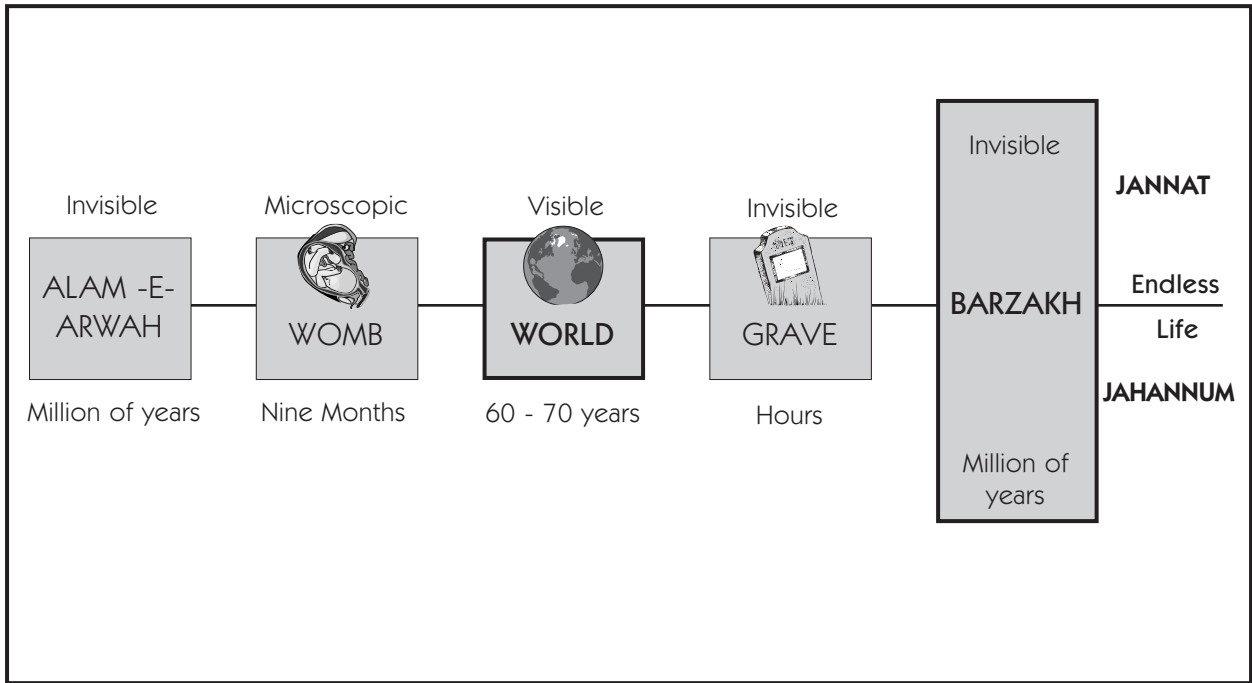 Invisible
ALAM -E-
ARWAH
Million of years
Microscopic
WOMB
Nine Months
Visible
WORLD
60 - 70 years
Invisible
GRAVE
Hours
Invisible
BARZAKH
Million of
years
JANNAT
Endless
Life
JAHANNUM